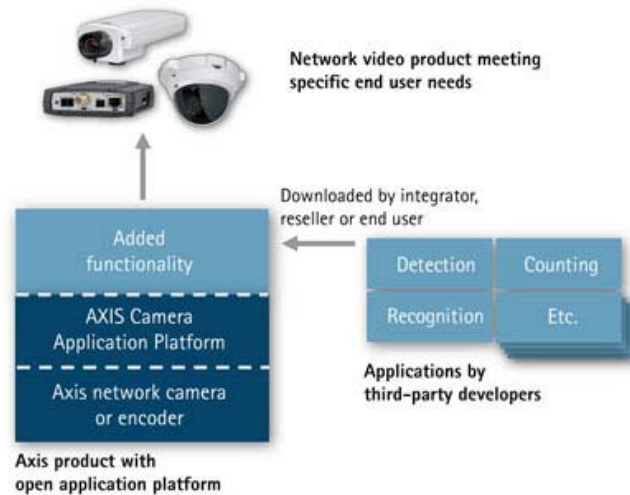 Network video product meeting
specific end user needs
Downloaded by integrator,
reseller or end user
Added
functionality
Detection
Counting
Recognition
Etc.
AXIS Camera
Application Platform
Axis network camera
or encoder
Applications by
third-party developers
Axis product with
open application platform